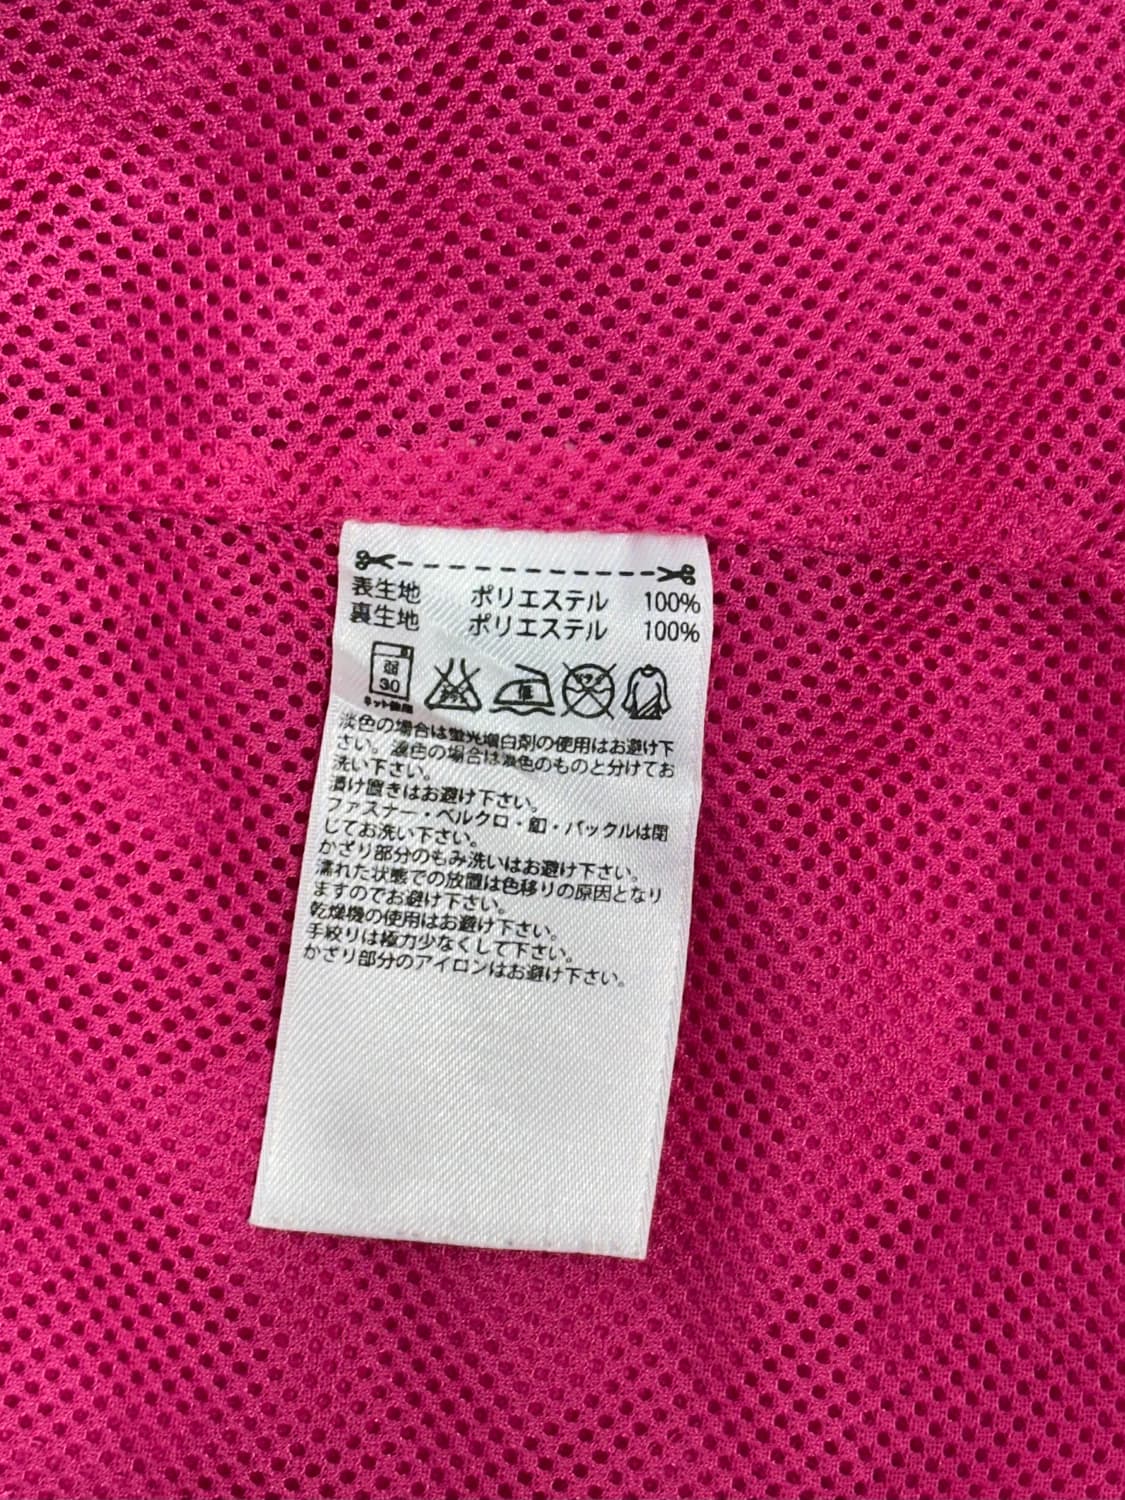 表生地 ポリエステル 100%
裏生地 ポリエステル 100%
弱
30
ネット使用
低
淡色の場合は蛍光増白剤の使用はお避け下
さい。濃色の場合は淡色のものと分けてお
洗い下さい。
漬け置きはお避け下さい。
ファスナー・ベルクロ・釦・バックルは閉
してお洗い下さい。
かざり部分のもみ洗いはお避け下さい。
濡れた状態での放置は色移りの原因となり
ますのでお避け下さい。
乾燥機の使用はお避け下さい。
手絞りは極力少なくして下さい。
かざり部分のアイロンはお避け下さい。